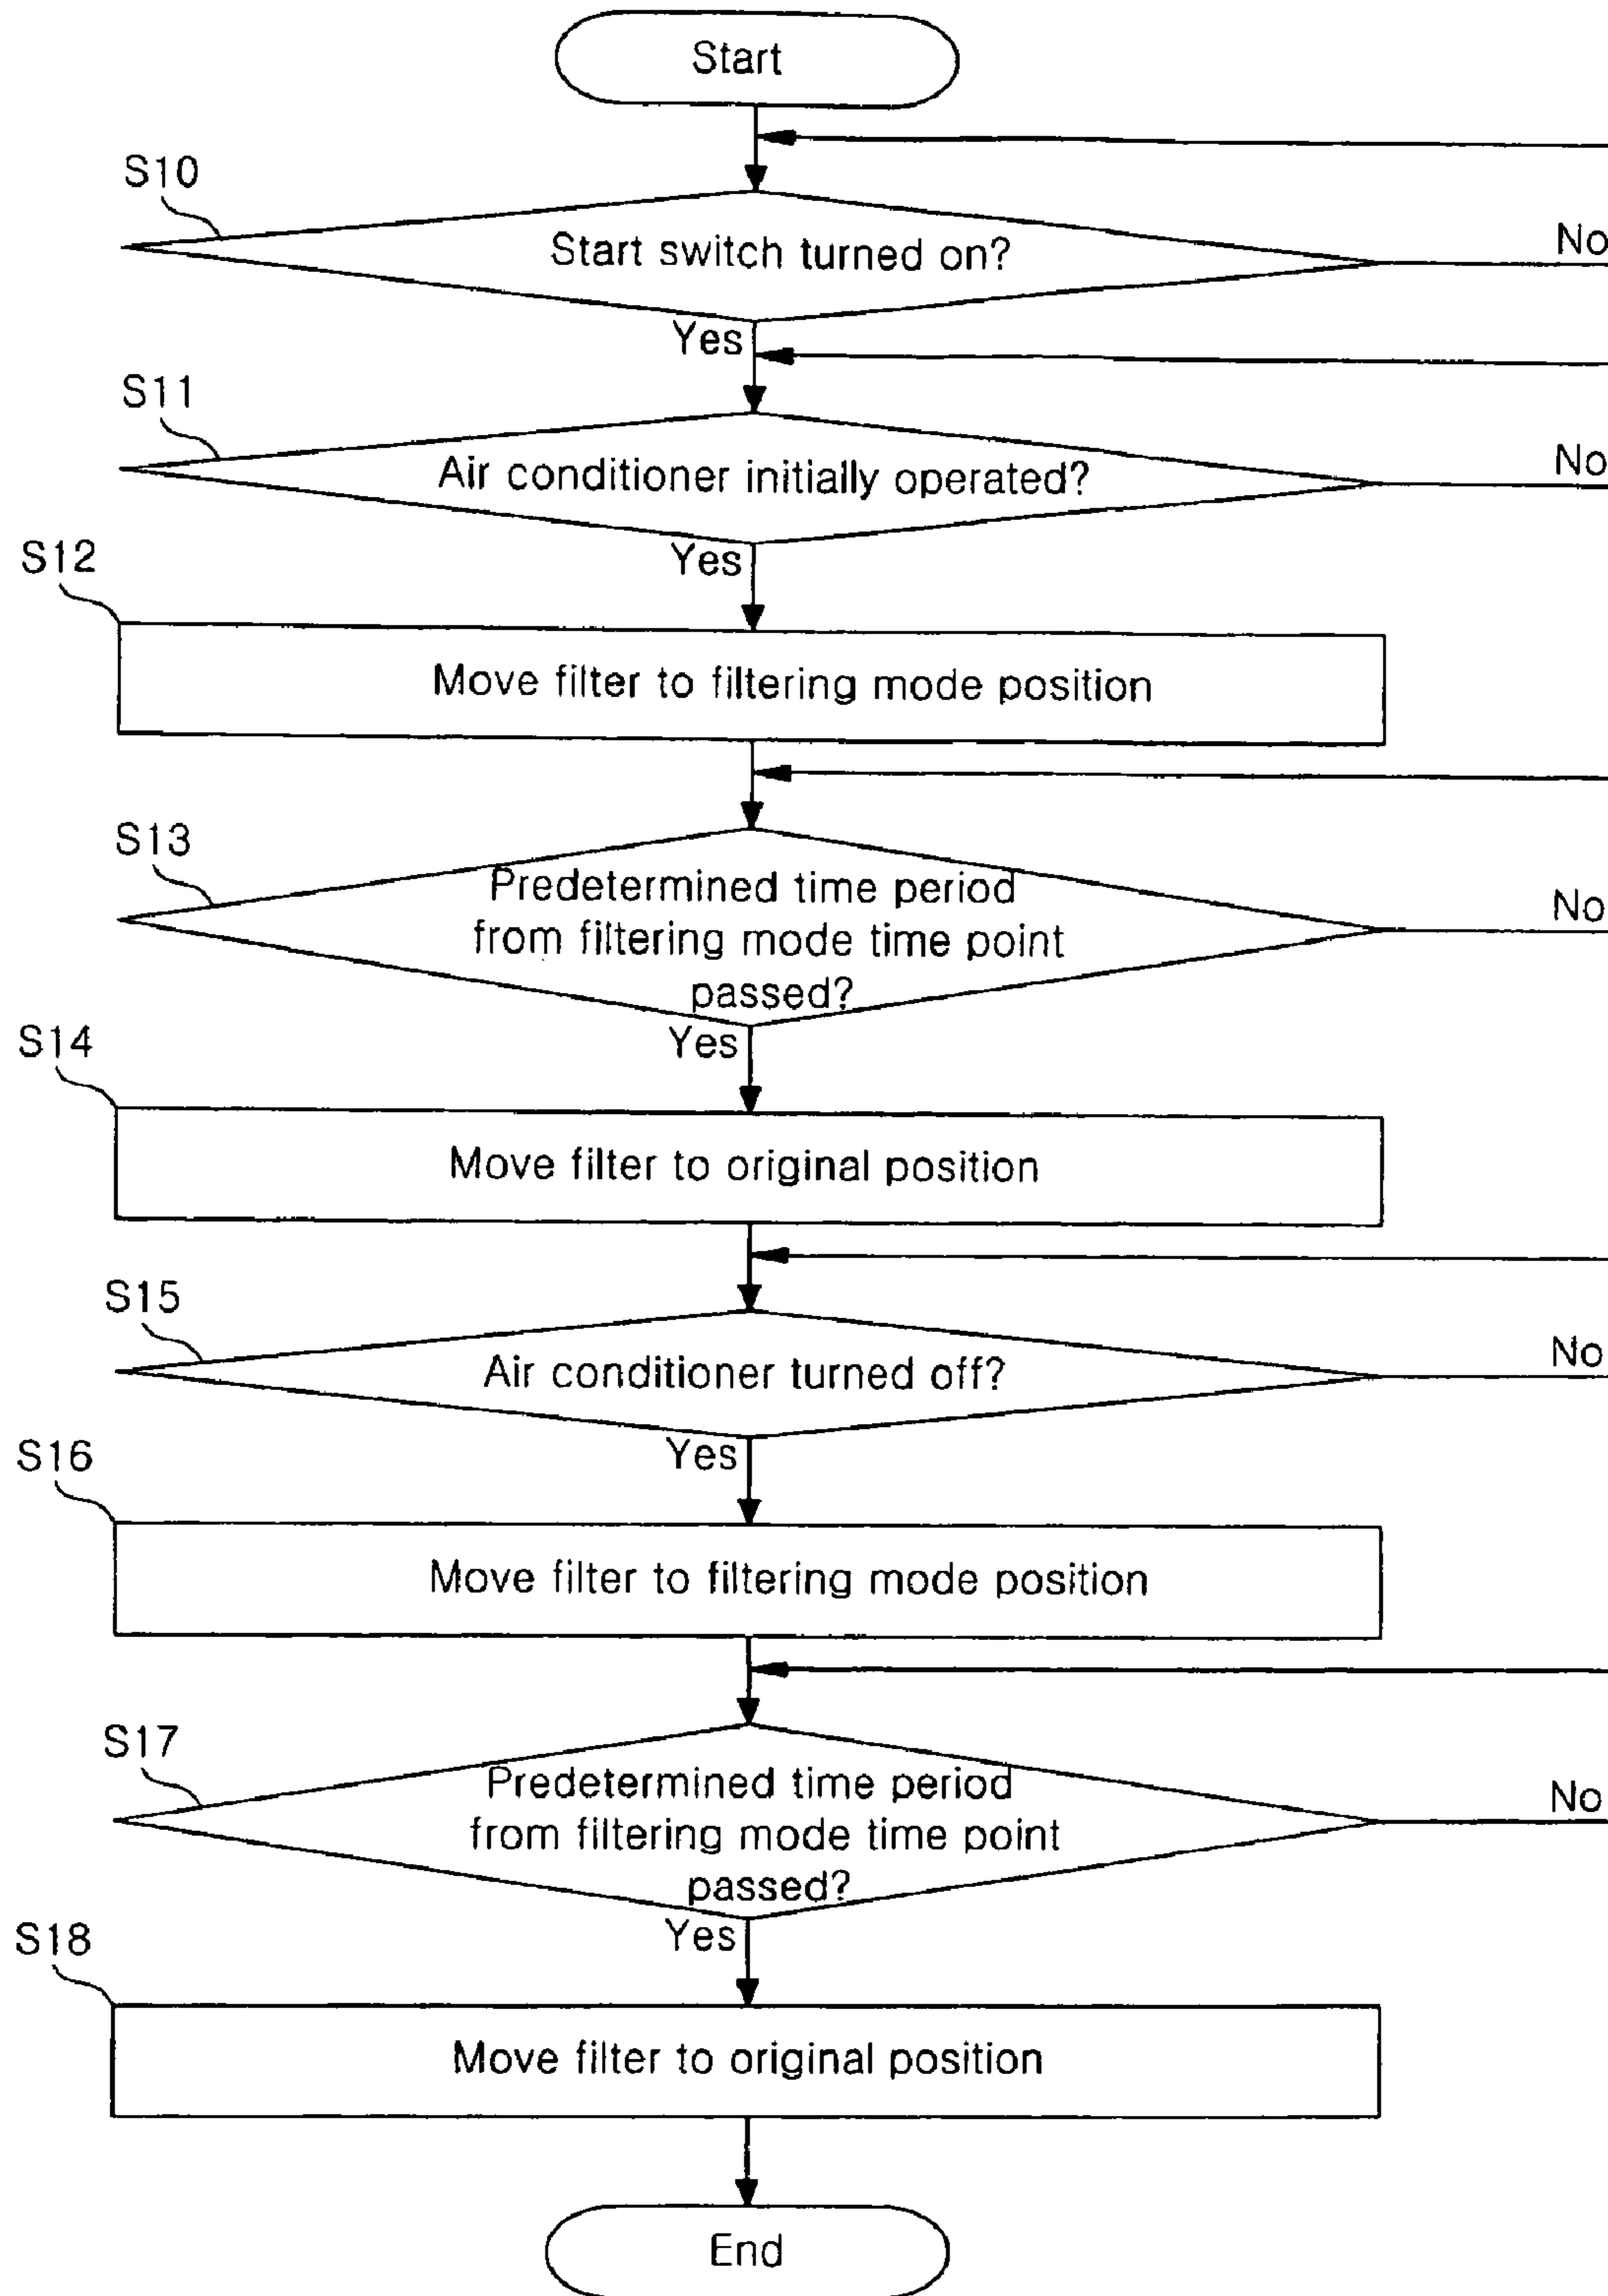 Start
S10
Start switch turned on?
No
Yes
S11
Air conditioner initially operated?
No
Yes
S12
Move filter to filtering mode position
S13
Predetermined time period
from filtering mode time point
passed?
No
Yes
S14
Move filter to original position
S15
Air conditioner turned off?
No
Yes
S16
Move filter to filtering mode position
S17
Predetermined time period
from filtering mode time point
passed?
No
Yes
S18
Move filter to original position
End